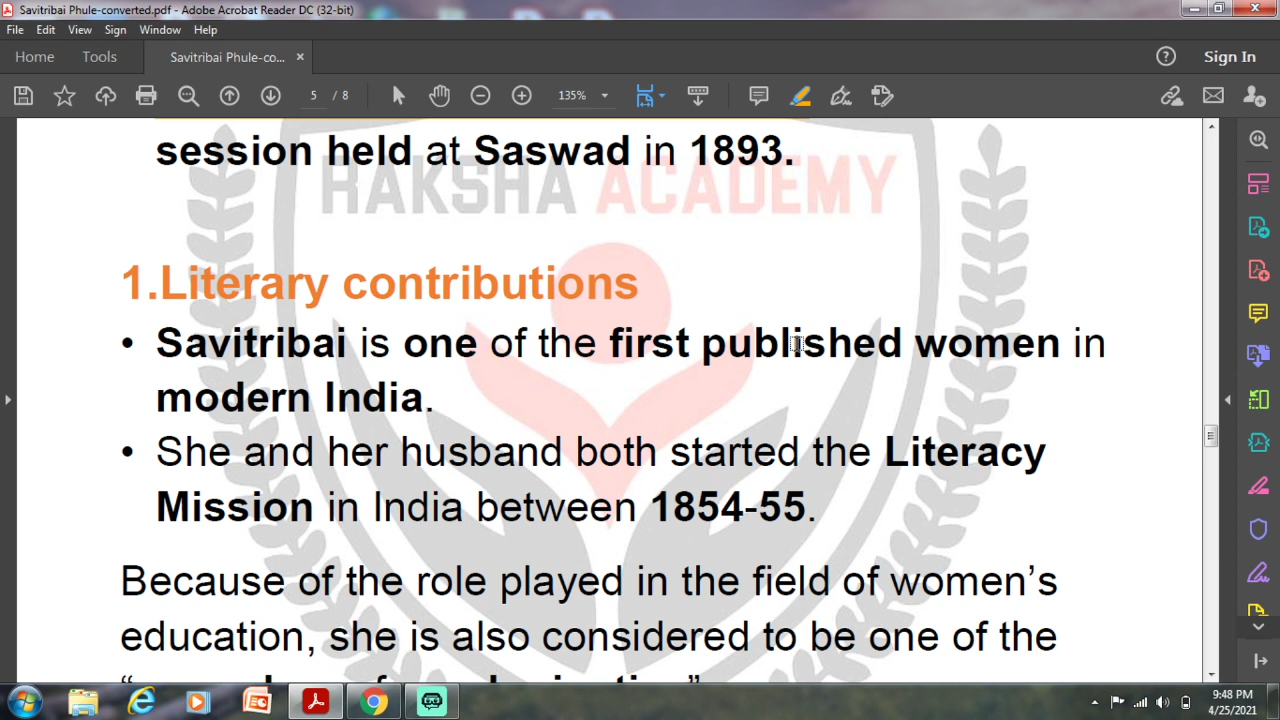 Savitribai Phule-converted.pdf - Adobe Acrobat Reader DC (32-bit)
File Edit View Sign Window Help
Home Tools Savitribai Phule-co... × Sign In
5 / 8 135%
session held at Saswad in 1893.
RAKSHA ACADEMY
1.Literary contributions
• Savitribai is one of the first published women in
modern India.
• She and her husband both started the Literacy
Mission in India between 1854-55.
Because of the role played in the field of women’s
education, she is also considered to be one of the
9:48 PM
4/25/2021